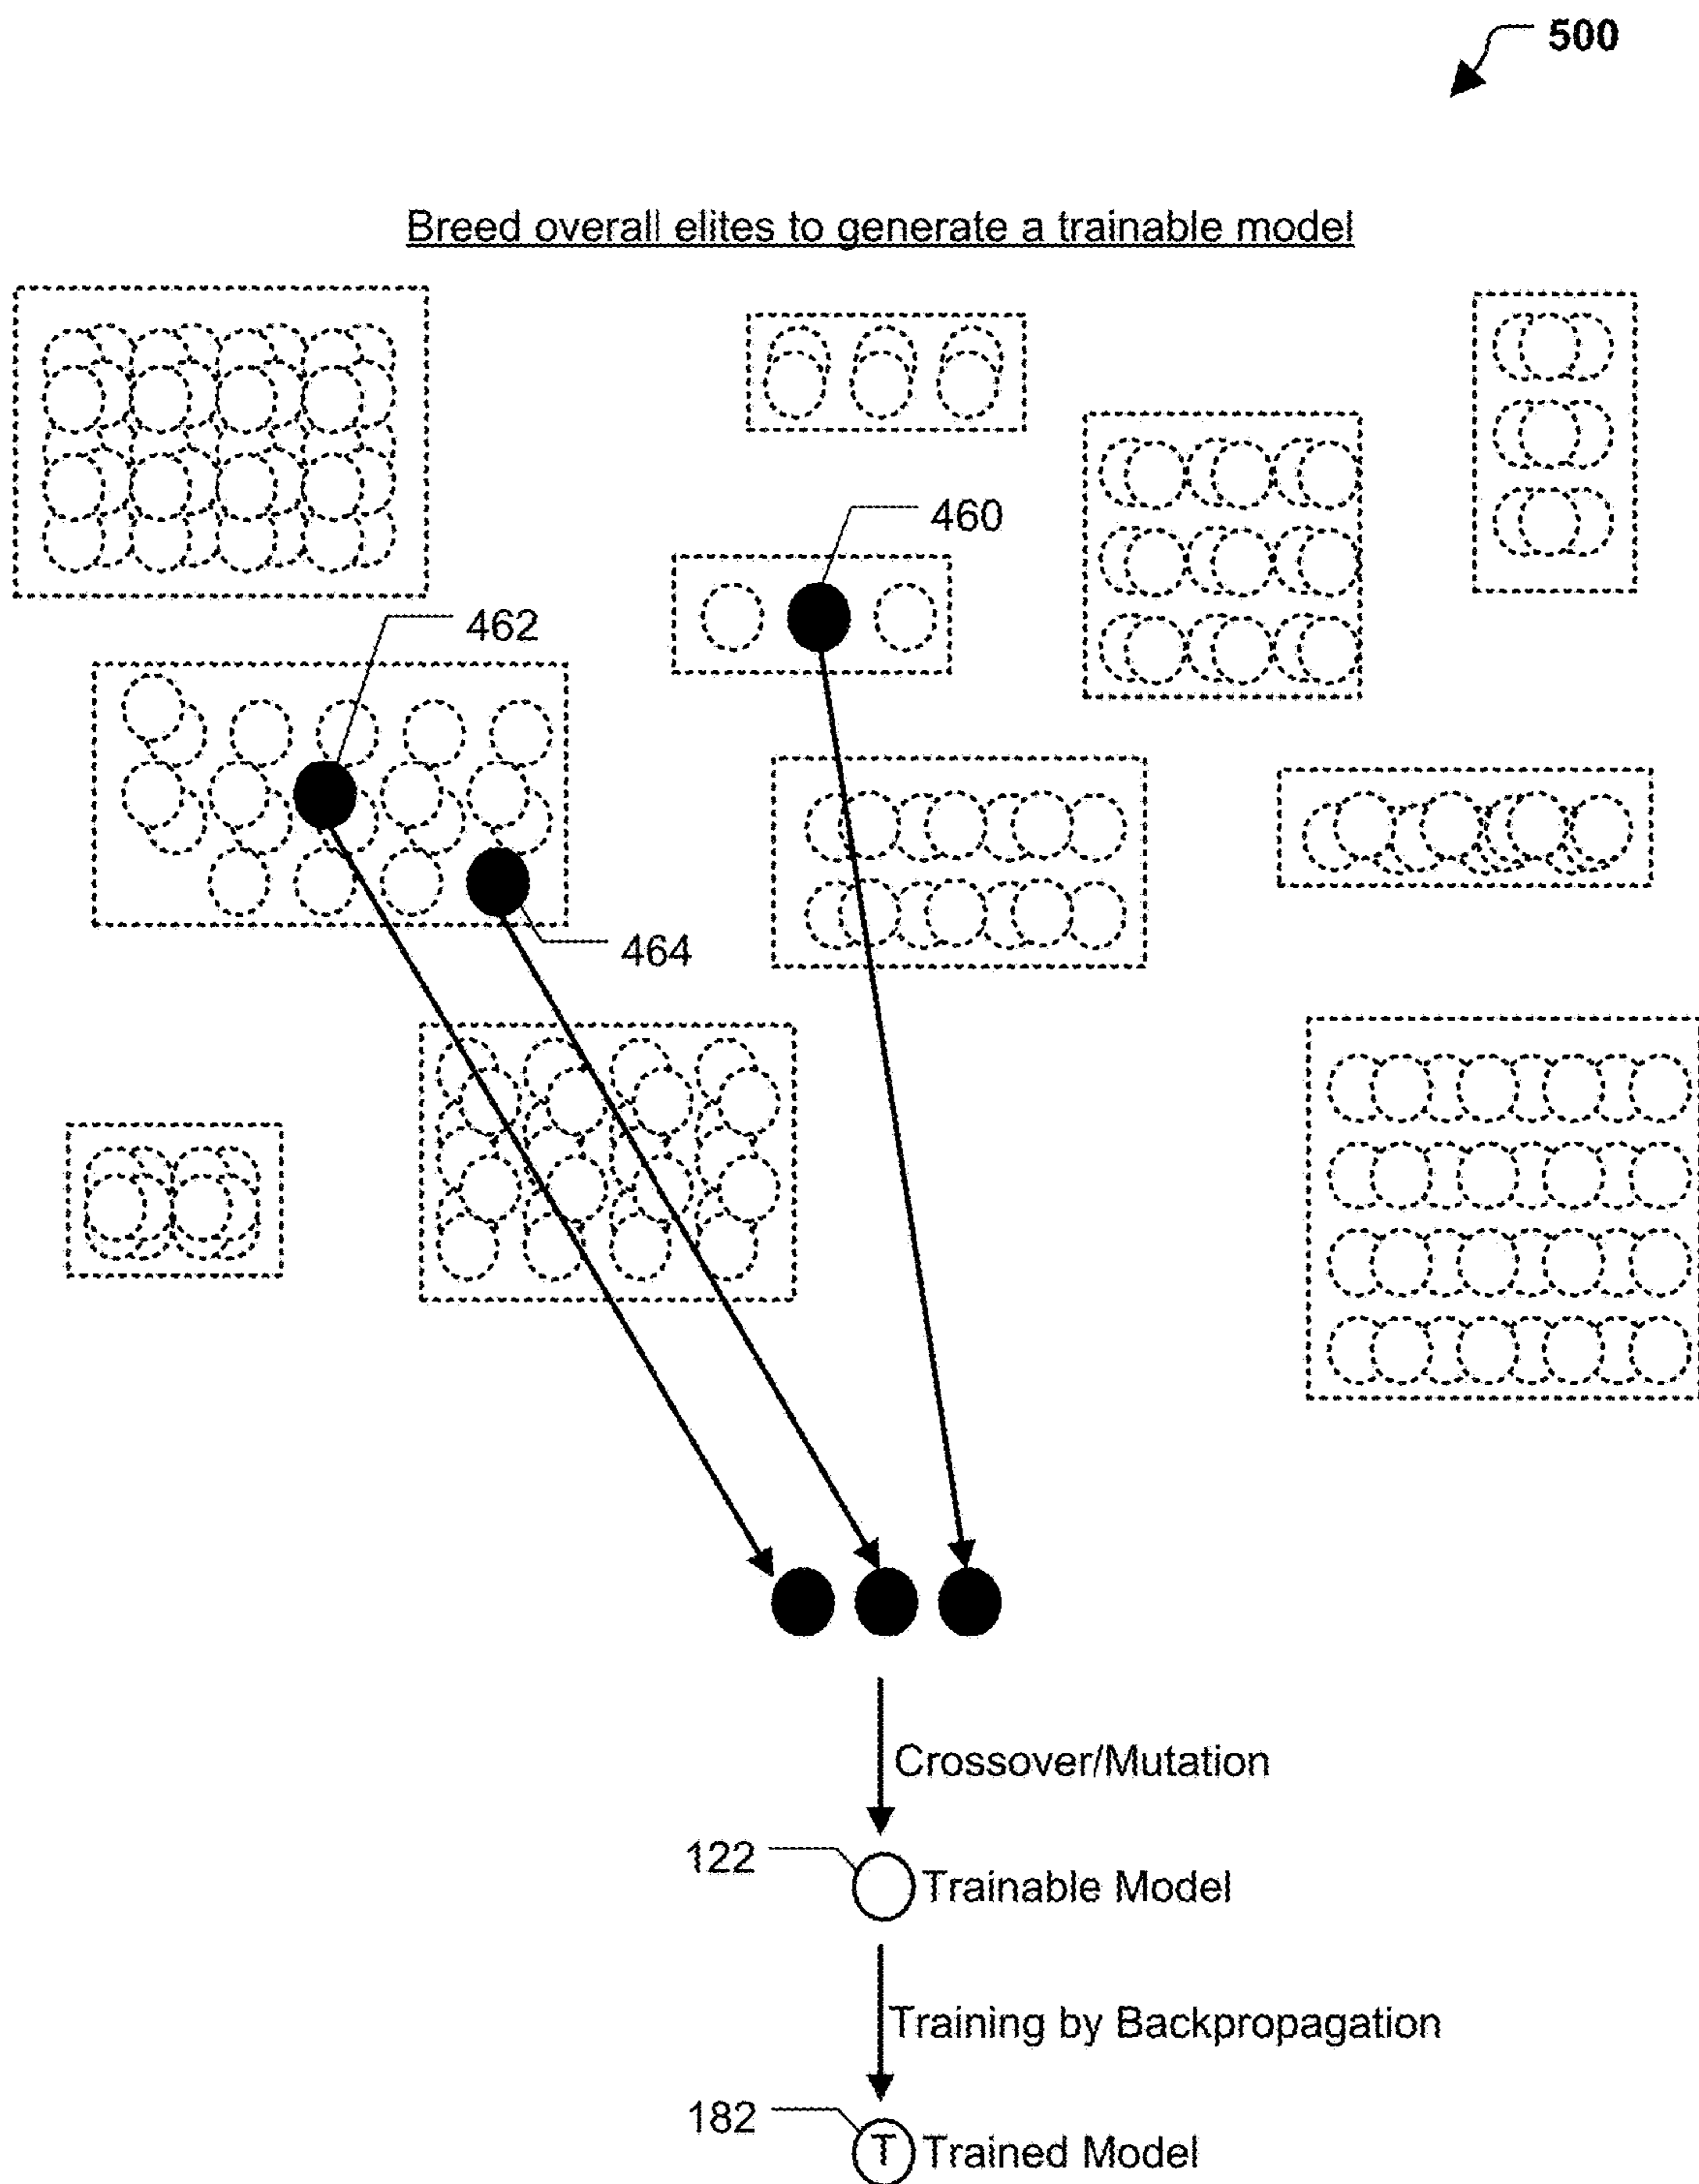 500
Breed overall elites to generate a trainable model
460
462
464
Crossover/Mutation
122
Trainable Model
Training by Backpropagation
182
T
Trained Model